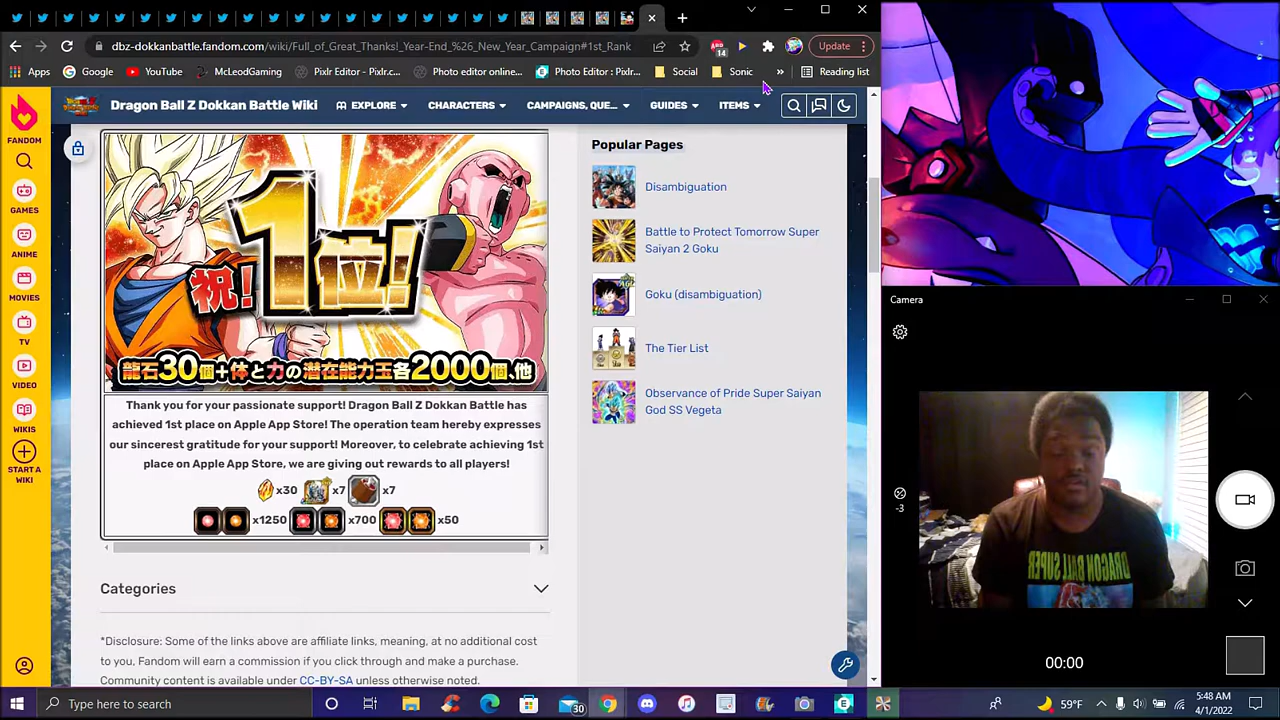 Update
dbz-dokkanbattle.fandom.com/wiki/Full_of_Great_Thanks!_Year-End_%26_New_Year_Campaign#1st_Rank
14
Apps Google YouTube McLeodGaming Pixlr Editor - Pixlr.c... Photo editor online... Photo Editor : Pixlr... Social Sonic » Reading list
FANDOM
GAMES
ANIME
MOVIES
TV
VIDEO
WIKIS
START A
WIKI
Dragon Ball Z Dokkan Battle Wiki EXPLORE CHARACTERS CAMPAIGNS, QUE... GUIDES ITEMS
祝! 1位!
龍石30個+体と力の潜在能力玉各2000個、他
Thank you for your passionate support! Dragon Ball Z Dokkan Battle has
achieved 1st place on Apple App Store! The operation team hereby expresses
our sincerest gratitude for your support! Moreover, to celebrate achieving 1st
place on Apple App Store, we are giving out rewards to all players!
x30 x7 x7
x1250 x700 x50
Categories
*Disclosure: Some of the links above are affiliate links, meaning, at no additional cost
to you, Fandom will earn a commission if you click through and make a purchase.
Community content is available under CC-BY-SA unless otherwise noted.
Popular Pages
Disambiguation
Battle to Protect Tomorrow Super
Saiyan 2 Goku
Goku (disambiguation)
The Tier List
Observance of Pride Super Saiyan
God SS Vegeta
Camera
-3
DRAGON BALL
SUPER
00:00
Type here to search
30
59°F
5:48 AM
4/1/2022